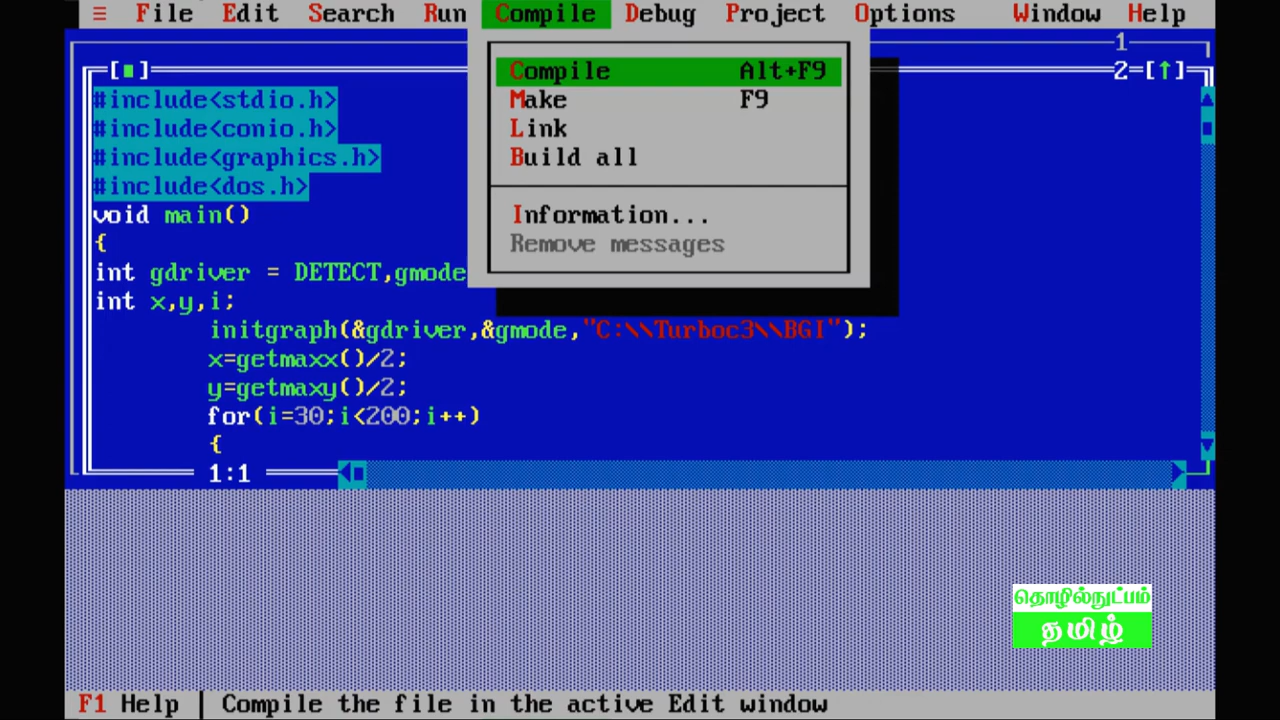 ≡ File Edit Search Run Compile Debug Project Options Window Help
1
[■] 2=[↑]
Compile Alt+F9
Make F9
Link
Build all
Information...
Remove messages
#include<stdio.h>
#include<conio.h>
#include<graphics.h>
#include<dos.h>
void main()
{
int gdriver = DETECT,gmode
int x,y,i;
initgraph(&gdriver,&gmode,"C:\\Turboc3\\BGI");
x=getmaxx()/2;
y=getmaxy()/2;
for(i=30;i<200;i++)
{
1:1
தொழில்நுட்பம்
தமிழ்
F1 Help | Compile the file in the active Edit window